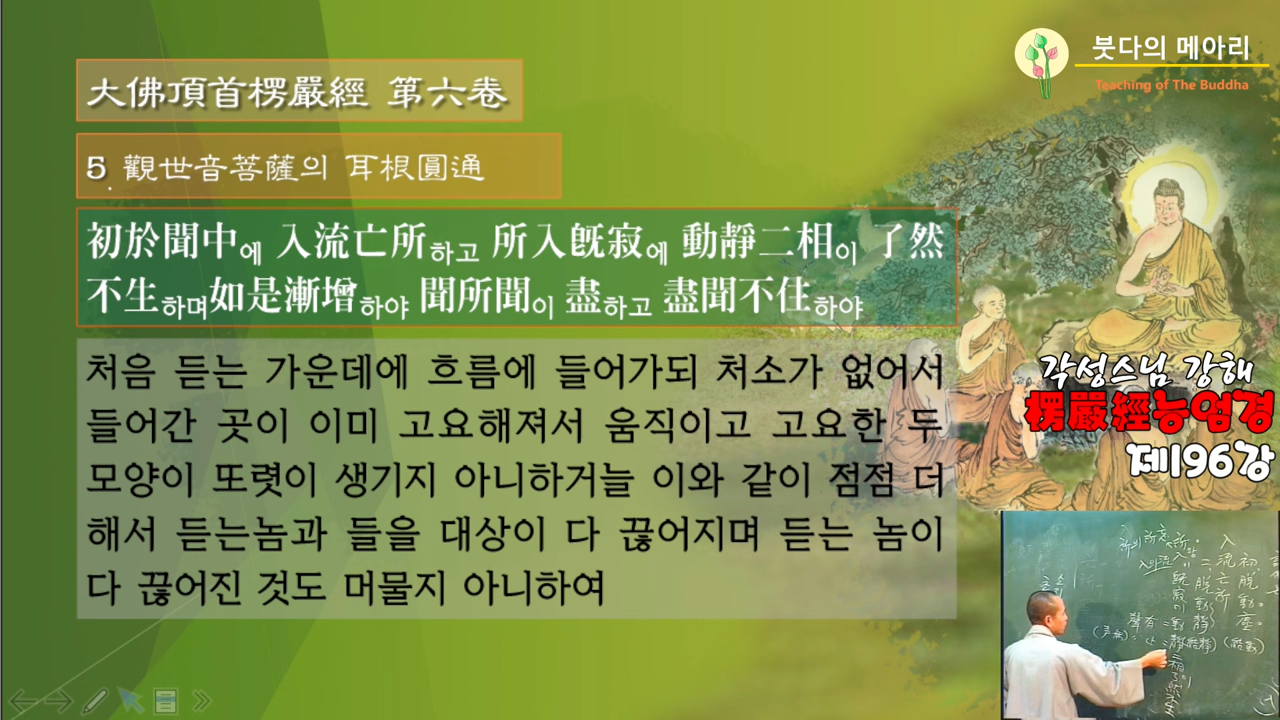 大佛頂首楞嚴經 第六卷
5. 觀世音菩薩의 耳根圓通
初於聞中에 入流亡所하고 所入旣寂에 動靜二相이 了然
不生하며如是漸增하야 聞所聞이 盡하고 盡聞不住하야
처음 듣는 가운데에 흐름에 들어가되 처소가 없어서
들어간 곳이 이미 고요해져서 움직이고 고요한 두
모양이 또렷이 생기지 아니하거늘 이와 같이 점점 더
해서 듣는놈과 들을 대상이 다 끊어지며 듣는 놈이
다 끊어진 것도 머물지 아니하여
붓다의 메아리
Teaching of The Buddha
각성스님 강해
楞嚴經능엄경
제196강